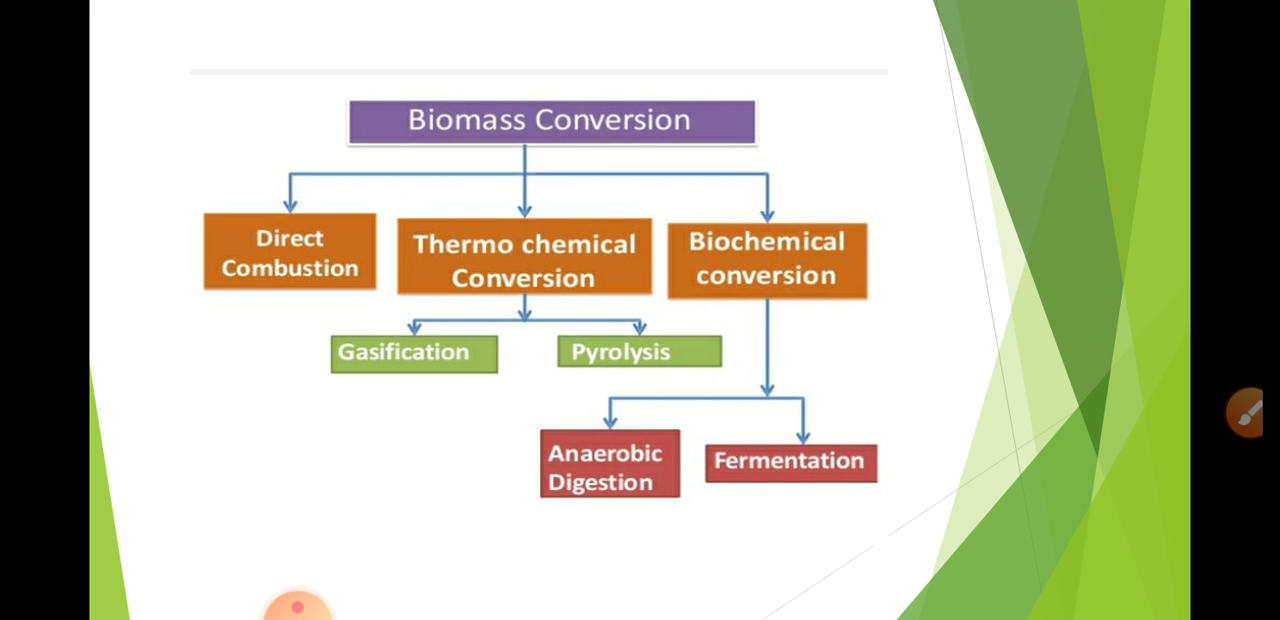 Biomass Conversion
Direct
Combustion
Thermo chemical
Conversion
Biochemical
conversion
Gasification
Pyrolysis
Anaerobic
Digestion
Fermentation